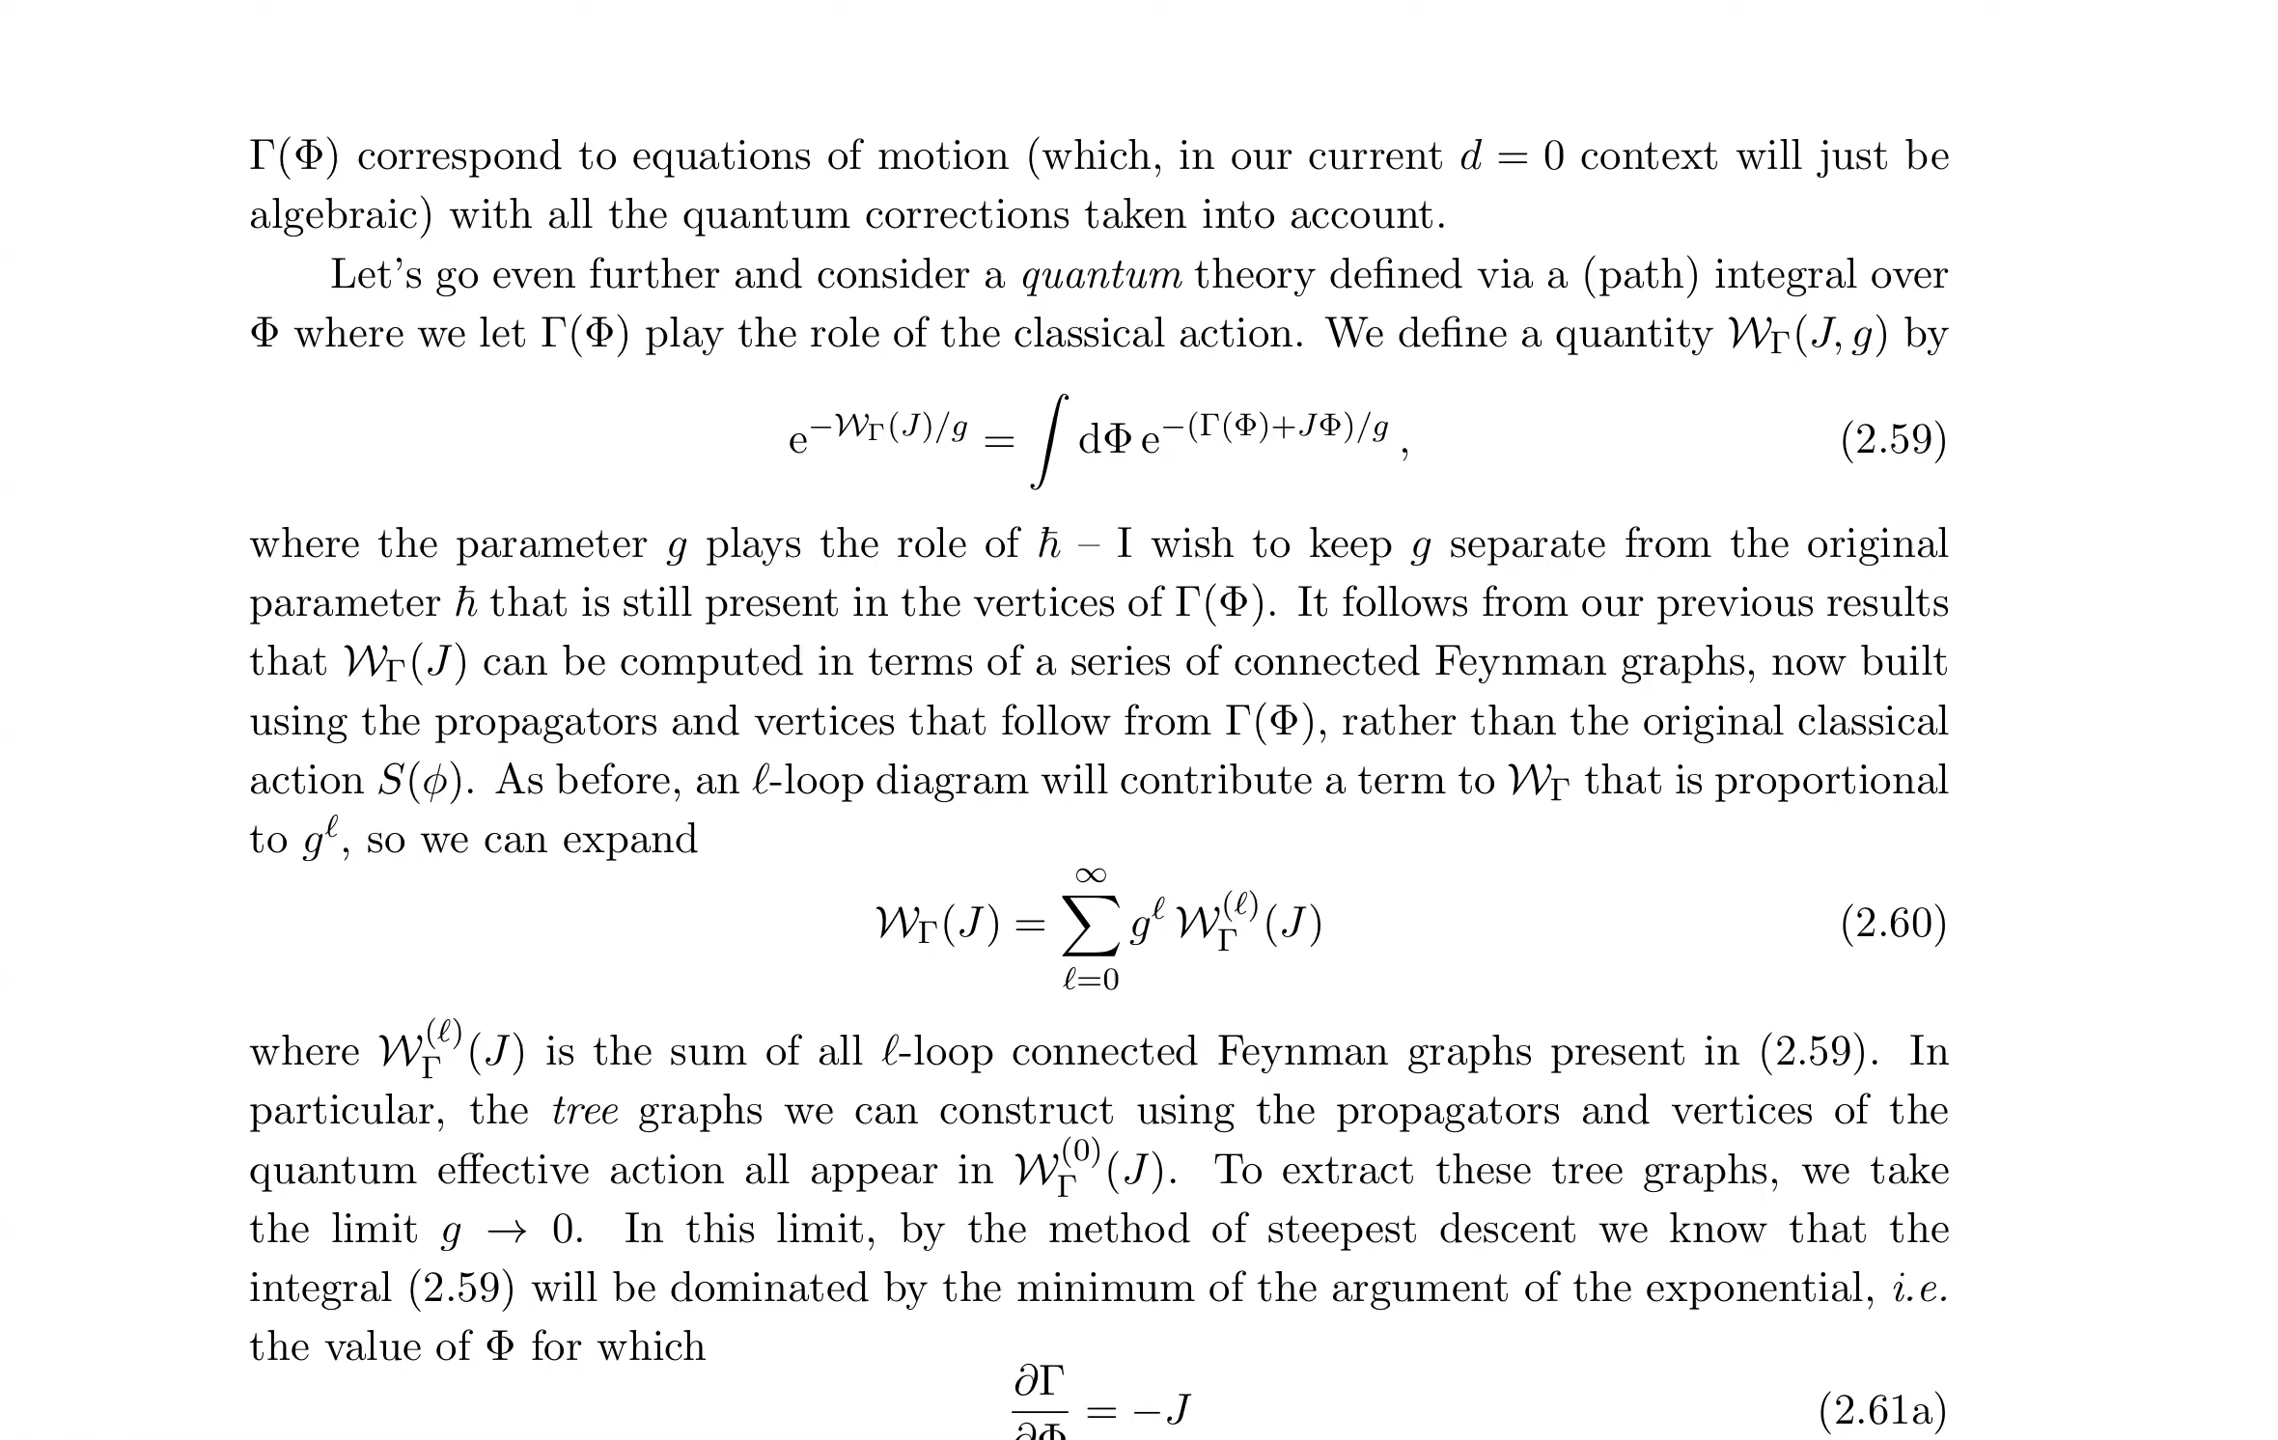 Γ(Φ) correspond to equations of motion (which, in our current d = 0 context will just be
algebraic) with all the quantum corrections taken into account.
Let's go even further and consider a quantum theory defined via a (path) integral over
Φ where we let Γ(Φ) play the role of the classical action. We define a quantity 𝒲_Γ(J, g) by
e^{−𝒲_Γ(J)/g} = ∫ dΦ e^{−(Γ(Φ)+JΦ)/g} , (2.59)
where the parameter g plays the role of ℏ – I wish to keep g separate from the original
parameter ℏ that is still present in the vertices of Γ(Φ). It follows from our previous results
that 𝒲_Γ(J) can be computed in terms of a series of connected Feynman graphs, now built
using the propagators and vertices that follow from Γ(Φ), rather than the original classical
action S(ϕ). As before, an ℓ-loop diagram will contribute a term to 𝒲_Γ that is proportional
to g^ℓ, so we can expand
𝒲_Γ(J) = ∑_{ℓ=0}^{∞} g^ℓ 𝒲_Γ^{(ℓ)}(J) (2.60)
where 𝒲_Γ^{(ℓ)}(J) is the sum of all ℓ-loop connected Feynman graphs present in (2.59). In
particular, the tree graphs we can construct using the propagators and vertices of the
quantum effective action all appear in 𝒲_Γ^{(0)}(J). To extract these tree graphs, we take
the limit g → 0. In this limit, by the method of steepest descent we know that the
integral (2.59) will be dominated by the minimum of the argument of the exponential, i.e.
the value of Φ for which
∂Γ/∂Φ = −J (2.61a)